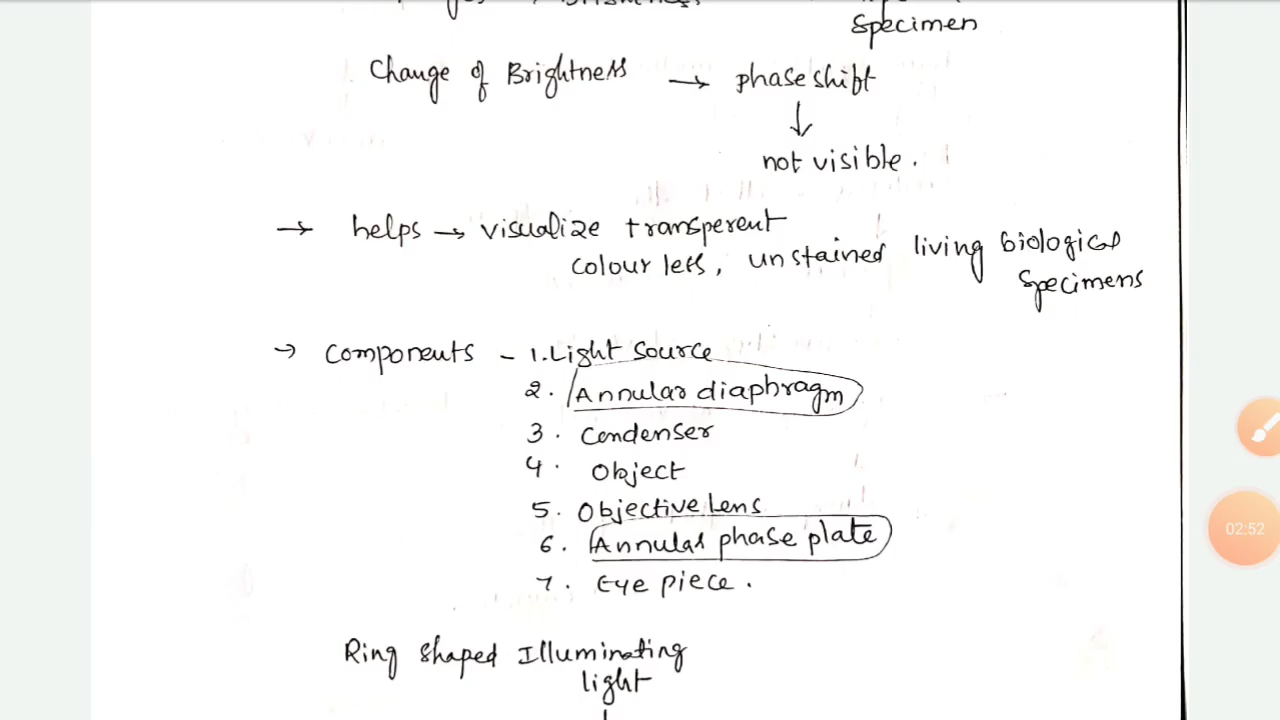 Specimen
Change of Brightness → phase shift
↓
not visible.
→ helps → visualize transperent
colour less, unstained living biological
specimens
→ components - 1. Light source
2. Annular diaphragm
3. Condenser
4. Object
5. Objective Lens
6. Annular phase plate
7. Eye piece.
02:52
Ring shaped Illuminating
light